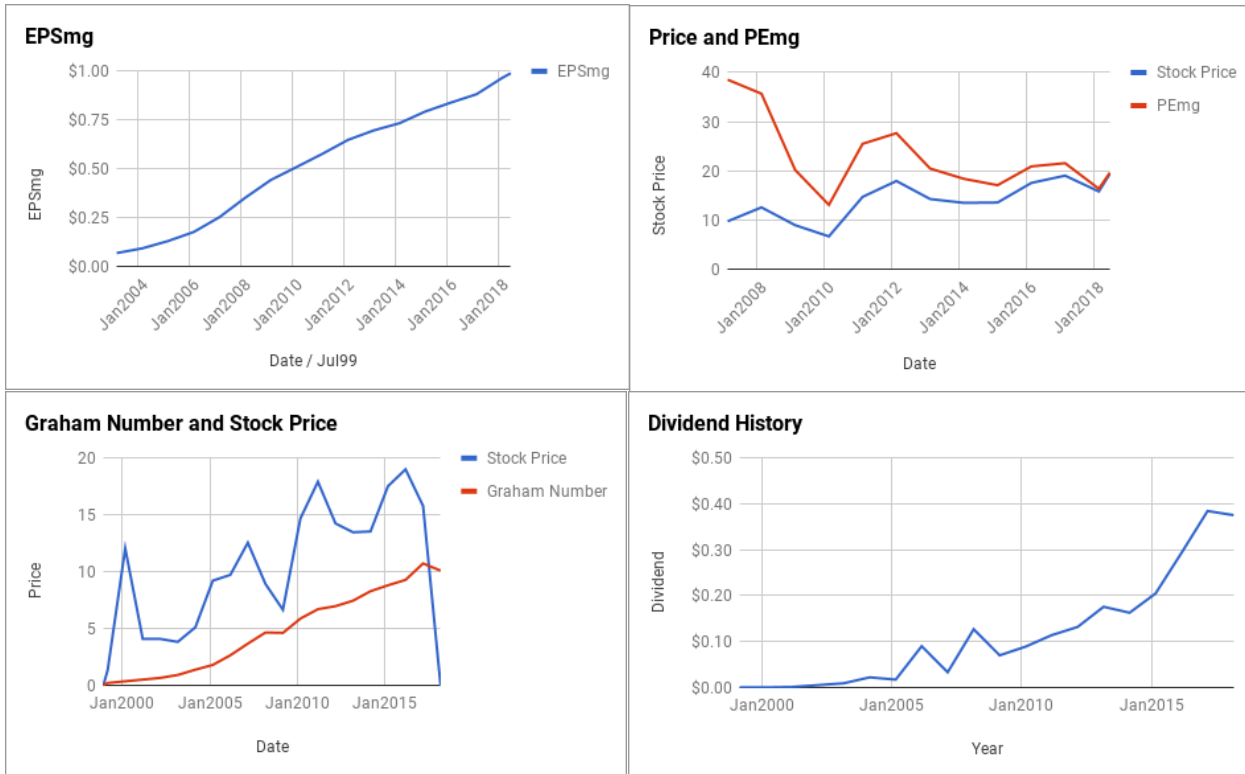 EPSmg
$1.00
$0.75
$0.50
$0.25
$0.00
EPSmg
EPSmg
Jan2004
Jan2006
Jan2008
Jan2010
Jan2012
Jan2014
Jan2016
Jan2018
Date / Jul99
Price and PEmg
40
30
20
10
0
Stock Price
Stock Price
PEmg
Jan2008
Jan2010
Jan2012
Jan2014
Jan2016
Jan2018
Date
Graham Number and Stock Price
20
15
10
5
0
Price
Stock Price
Graham Number
Jan2000
Jan2005
Jan2010
Jan2015
Date
Dividend History
$0.50
$0.40
$0.30
$0.20
$0.10
$0.00
Dividend
Jan2000
Jan2005
Jan2010
Jan2015
Year